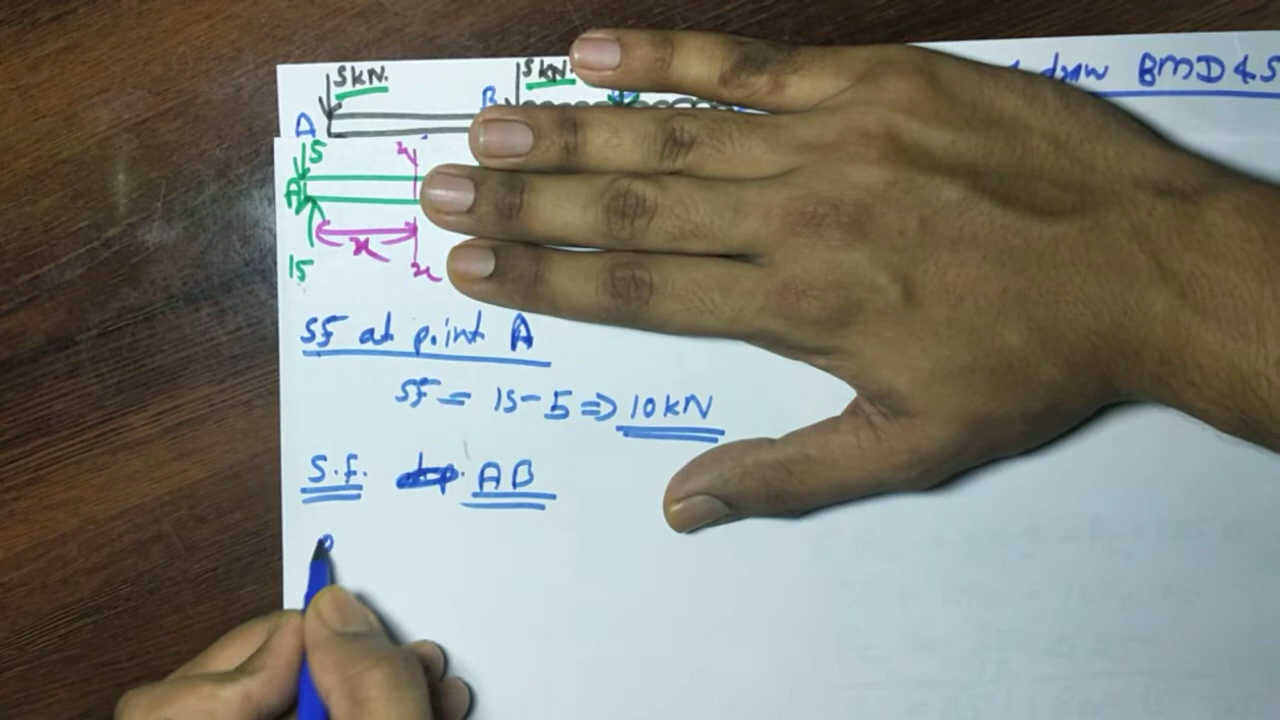 5KN. 5KN. draw BMD & S
A B
5 x
A
x
15 x
SF at point A
SF = 15-5 => 10KN
S.F. AB